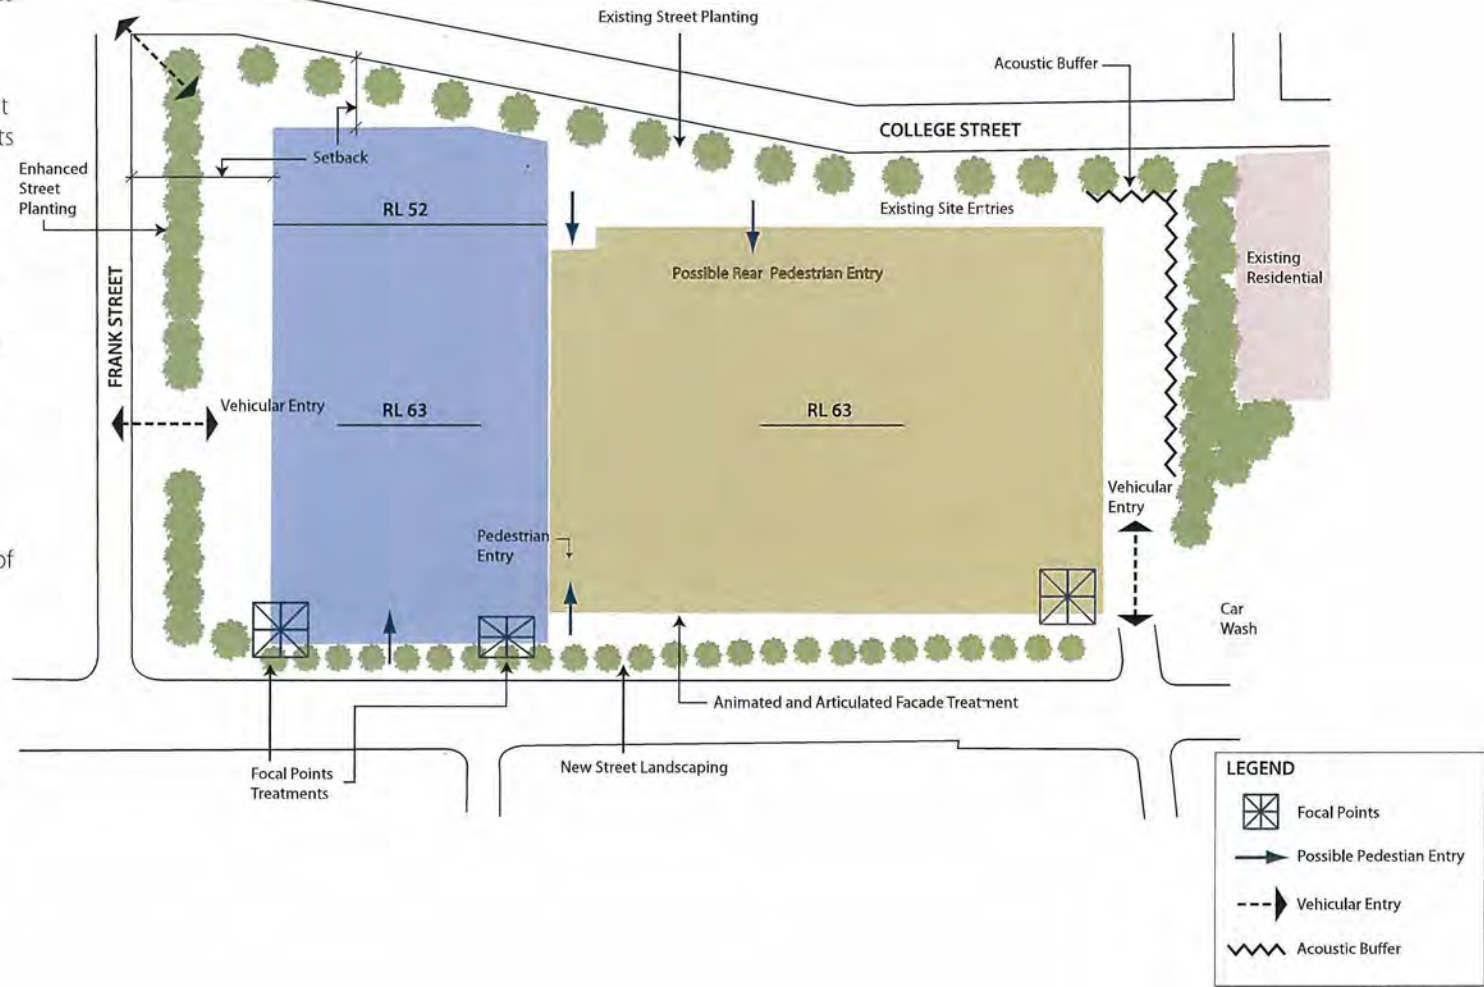 t
ts
of
Existing Street Planting
Acoustic Buffer
COLLEGE STREET
Setback
Enhanced
Street
Planting
RL 52
Existing Site Entries
Existing
Residential
Possible Rear Pedestrian Entry
FRANK STREET
Vehicular Entry
RL 63
RL 63
Vehicular
Entry
Pedestrian
Entry
Car
Wash
Animated and Articulated Facade Treatment
Focal Points
Treatments
New Street Landscaping
LEGEND
Focal Points
Possible Pedestian Entry
Vehicular Entry
Acoustic Buffer